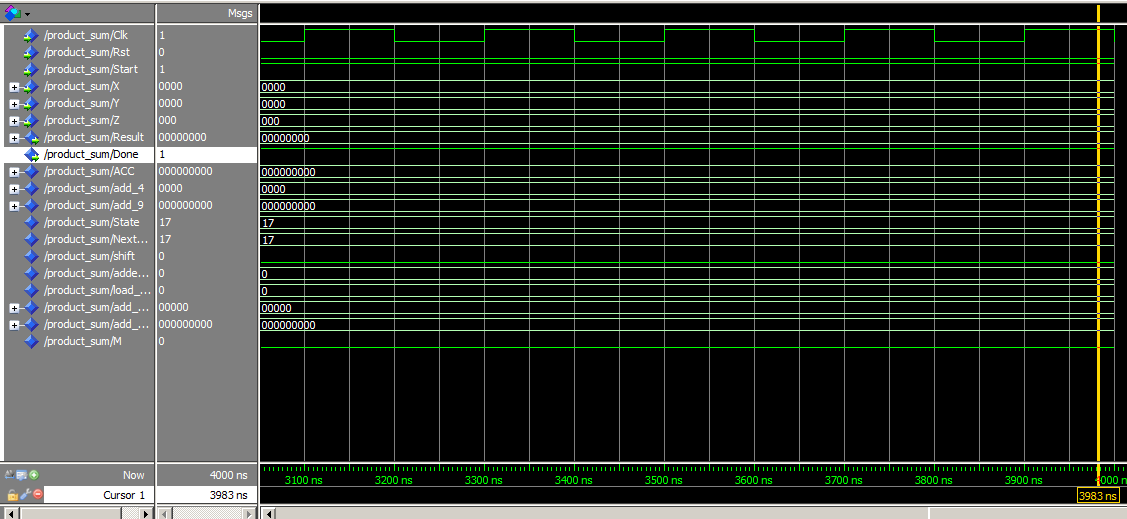 Msgs
/product_sum/Clk 1
/product_sum/Rst 0
/product_sum/Start 1
/product_sum/X 0000 0000
/product_sum/Y 0000 0000
/product_sum/Z 000 000
/product_sum/Result 00000000 00000000
/product_sum/Done 1
/product_sum/ACC 000000000 000000000
/product_sum/add_4 0000 0000
/product_sum/add_9 000000000 000000000
/product_sum/State 17 17
/product_sum/Next... 17 17
/product_sum/shift 0
/product_sum/adde... 0 0
/product_sum/load_... 0 0
/product_sum/add_... 00000 00000
/product_sum/add_... 000000000 000000000
/product_sum/M 0
Now 4000 ns 3100 ns 3200 ns 3300 ns 3400 ns 3500 ns 3600 ns 3700 ns 3800 ns 3900 ns 4000 ns
Cursor 1 3983 ns 3983 ns